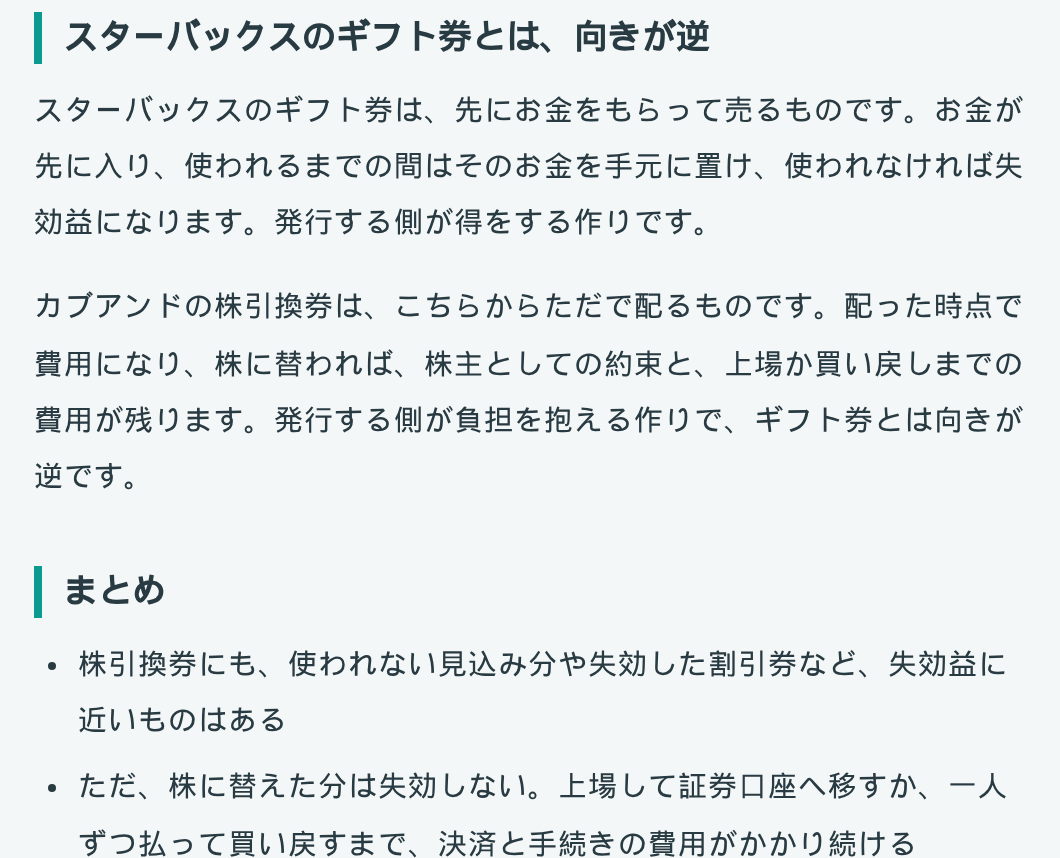 スターバックスのギフト券とは、向きが逆
スターバックスのギフト券は、先にお金をもらって売るものです。お金が
先に入り、使われるまでの間はそのお金を手元に置け、使われなければ失
効益になります。発行する側が得をする作りです。
カブアンドの株引換券は、こちらからただで配るものです。配った時点で
費用になり、株に替われば、株主としての約束と、上場か買い戻しまでの
費用が残ります。発行する側が負担を抱える作りで、ギフト券とは向きが
逆です。
まとめ
• 株引換券にも、使われない見込み分や失効した割引券など、失効益に
近いものはある
• ただ、株に替えた分は失効しない。上場して証券口座へ移すか、一人
ずつ払って買い戻すまで、決済と手続きの費用がかかり続ける